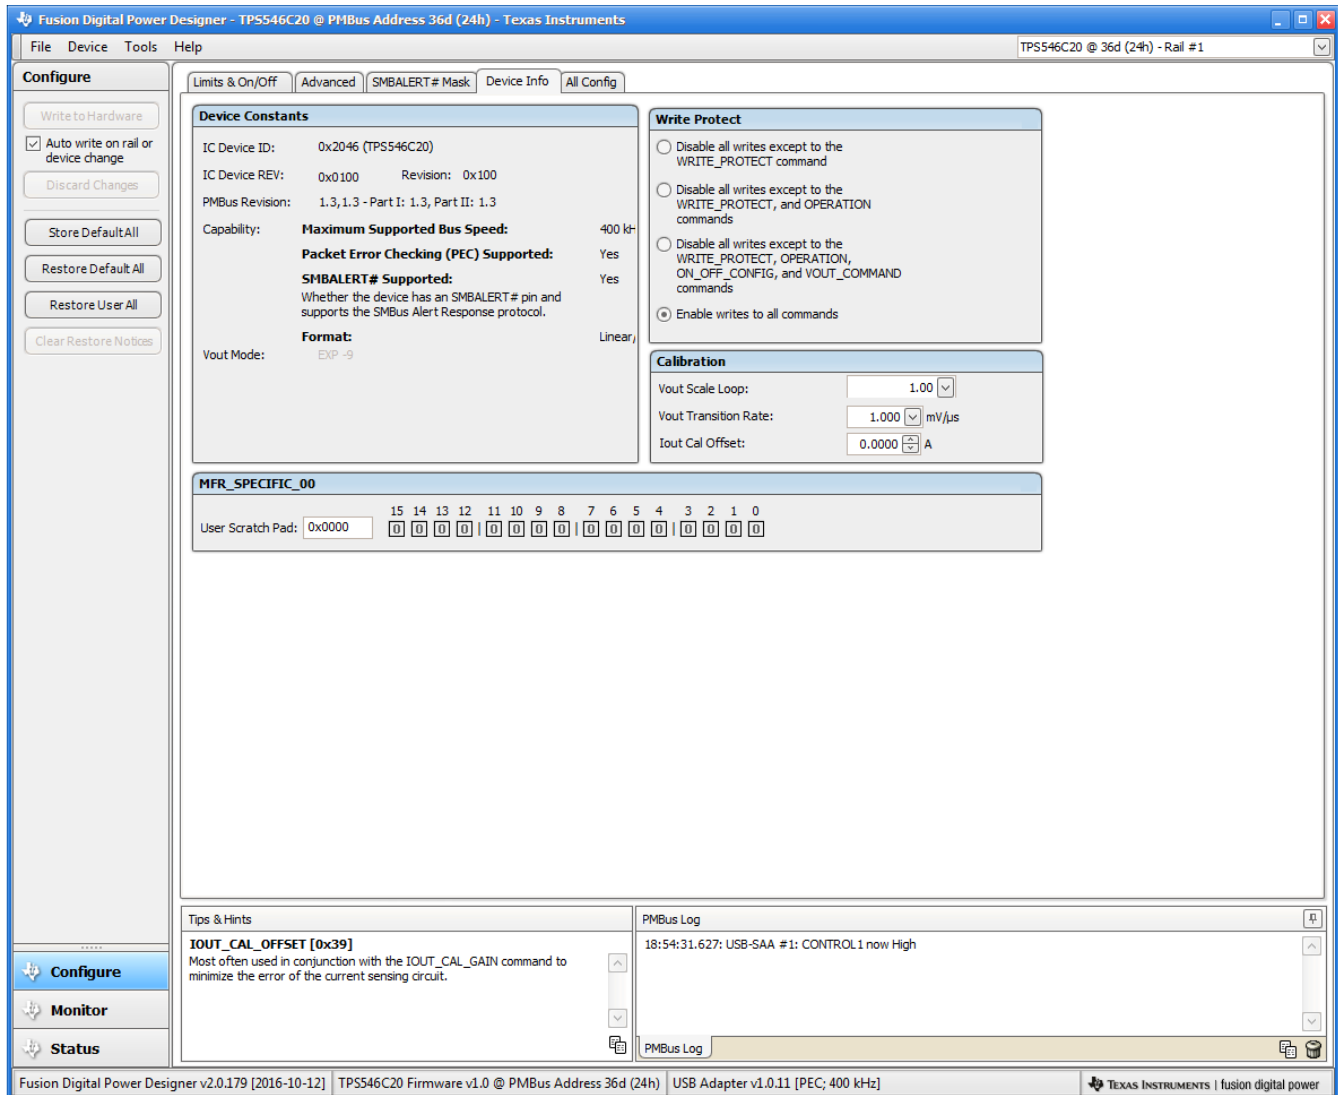 Fusion Digital Power Designer - TPS546C20 @ PMBus Address 36d (24h) - Texas Instruments
File Device Tools Help
TPS546C20 @ 36d (24h) - Rail #1
Configure
Write to Hardware
Auto write on rail or
device change
Discard Changes
Store Default All
Restore Default All
Restore User All
Clear Restore Notices
Limits & On/Off Advanced SMBALERT# Mask Device Info All Config
Device Constants
IC Device ID: 0x2046 (TPS546C20)
IC Device REV: 0x0100 Revision: 0x100
PMBus Revision: 1.3,1.3 - Part I: 1.3, Part II: 1.3
Capability: Maximum Supported Bus Speed: 400 kH
Packet Error Checking (PEC) Supported: Yes
SMBALERT# Supported: Yes
Whether the device has an SMBALERT# pin and
supports the SMBus Alert Response protocol.
Format: Linear,
Vout Mode: EXP -9
Write Protect
Disable all writes except to the
WRITE_PROTECT command
Disable all writes except to the
WRITE_PROTECT, and OPERATION
commands
Disable all writes except to the
WRITE_PROTECT, OPERATION,
ON_OFF_CONFIG, and VOUT_COMMAND
commands
Enable writes to all commands
Calibration
Vout Scale Loop: 1.00
Vout Transition Rate: 1.000 mV/µs
Iout Cal Offset: 0.0000 A
MFR_SPECIFIC_00
15 14 13 12 11 10 9 8 7 6 5 4 3 2 1 0
User Scratch Pad: 0x0000 0 0 0 0 | 0 0 0 0 | 0 0 0 0 | 0 0 0 0
Tips & Hints
IOUT_CAL_OFFSET [0x39]
Most often used in conjunction with the IOUT_CAL_GAIN command to
minimize the error of the current sensing circuit.
PMBus Log
18:54:31.627: USB-SAA #1: CONTROL1 now High
PMBus Log
Configure
Monitor
Status
Fusion Digital Power Designer v2.0.179 [2016-10-12] TPS546C20 Firmware v1.0 @ PMBus Address 36d (24h) USB Adapter v1.0.11 [PEC; 400 kHz] TEXAS INSTRUMENTS | fusion digital power